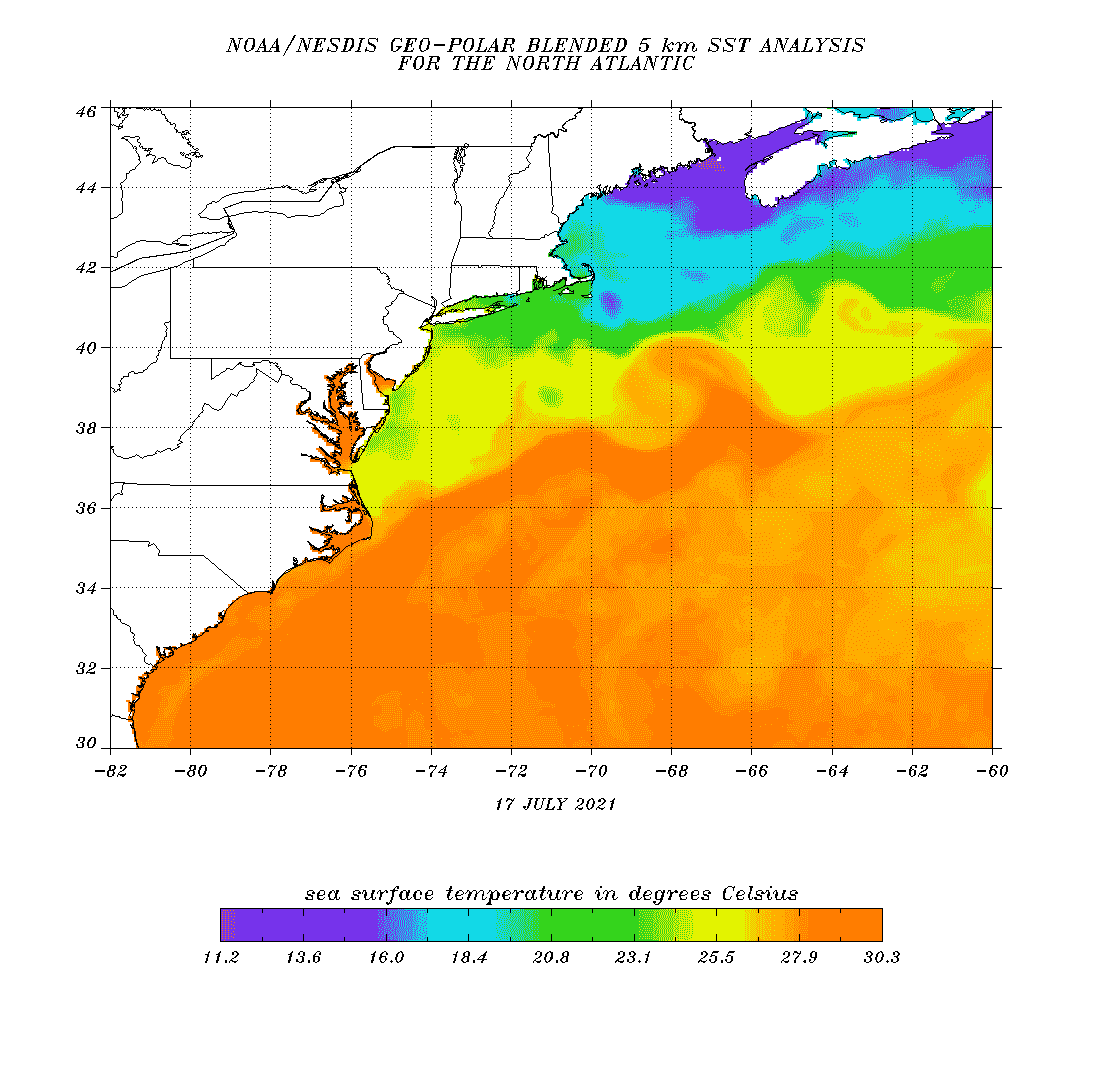 NOAA/NESDIS GEO-POLAR BLENDED 5 km SST ANALYSIS
FOR THE NORTH ATLANTIC
46
44
42
40
38
36
34
32
30
-82 -80 -78 -76 -74 -72 -70 -68 -66 -64 -62 -60
17 JULY 2021
sea surface temperature in degrees Celsius
11.2 13.6 16.0 18.4 20.8 23.1 25.5 27.9 30.3